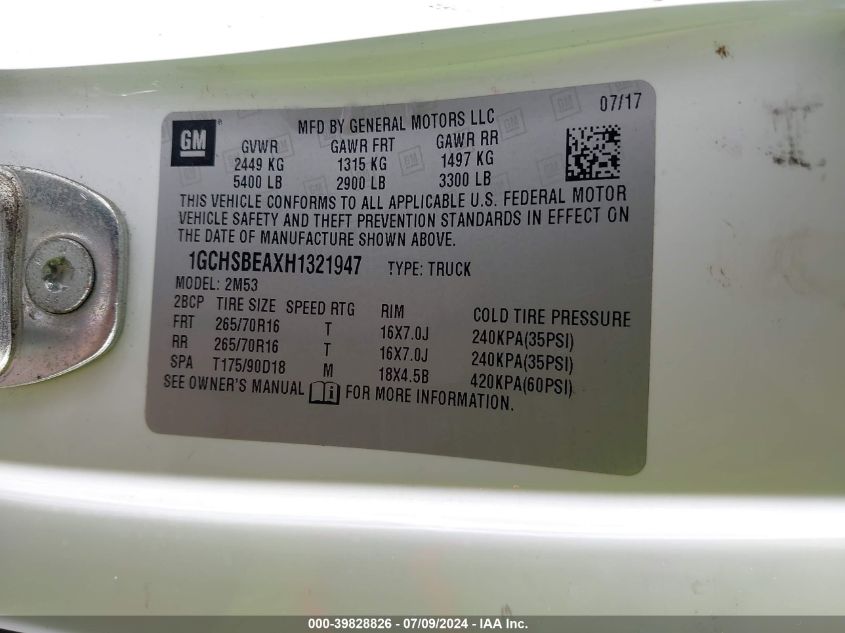 GM
®
MFD BY GENERAL MOTORS LLC
07/17
GVWR GAWR FRT GAWR RR
2449 KG 1315 KG 1497 KG
5400 LB 2900 LB 3300 LB
THIS VEHICLE CONFORMS TO ALL APPLICABLE U.S. FEDERAL MOTOR
VEHICLE SAFETY AND THEFT PREVENTION STANDARDS IN EFFECT ON
THE DATE OF MANUFACTURE SHOWN ABOVE.
1GCHSBEAXH1321947 TYPE: TRUCK
MODEL: 2M53
2BCP TIRE SIZE SPEED RTG RIM COLD TIRE PRESSURE
FRT 265/70R16 T 16X7.0J 240KPA(35PSI)
RR 265/70R16 T 16X7.0J 240KPA(35PSI)
SPA T175/90D18 M 18X4.5B 420KPA(60PSI)
SEE OWNER'S MANUAL FOR MORE INFORMATION.
000-39828826 - 07/09/2024 - IAA Inc.